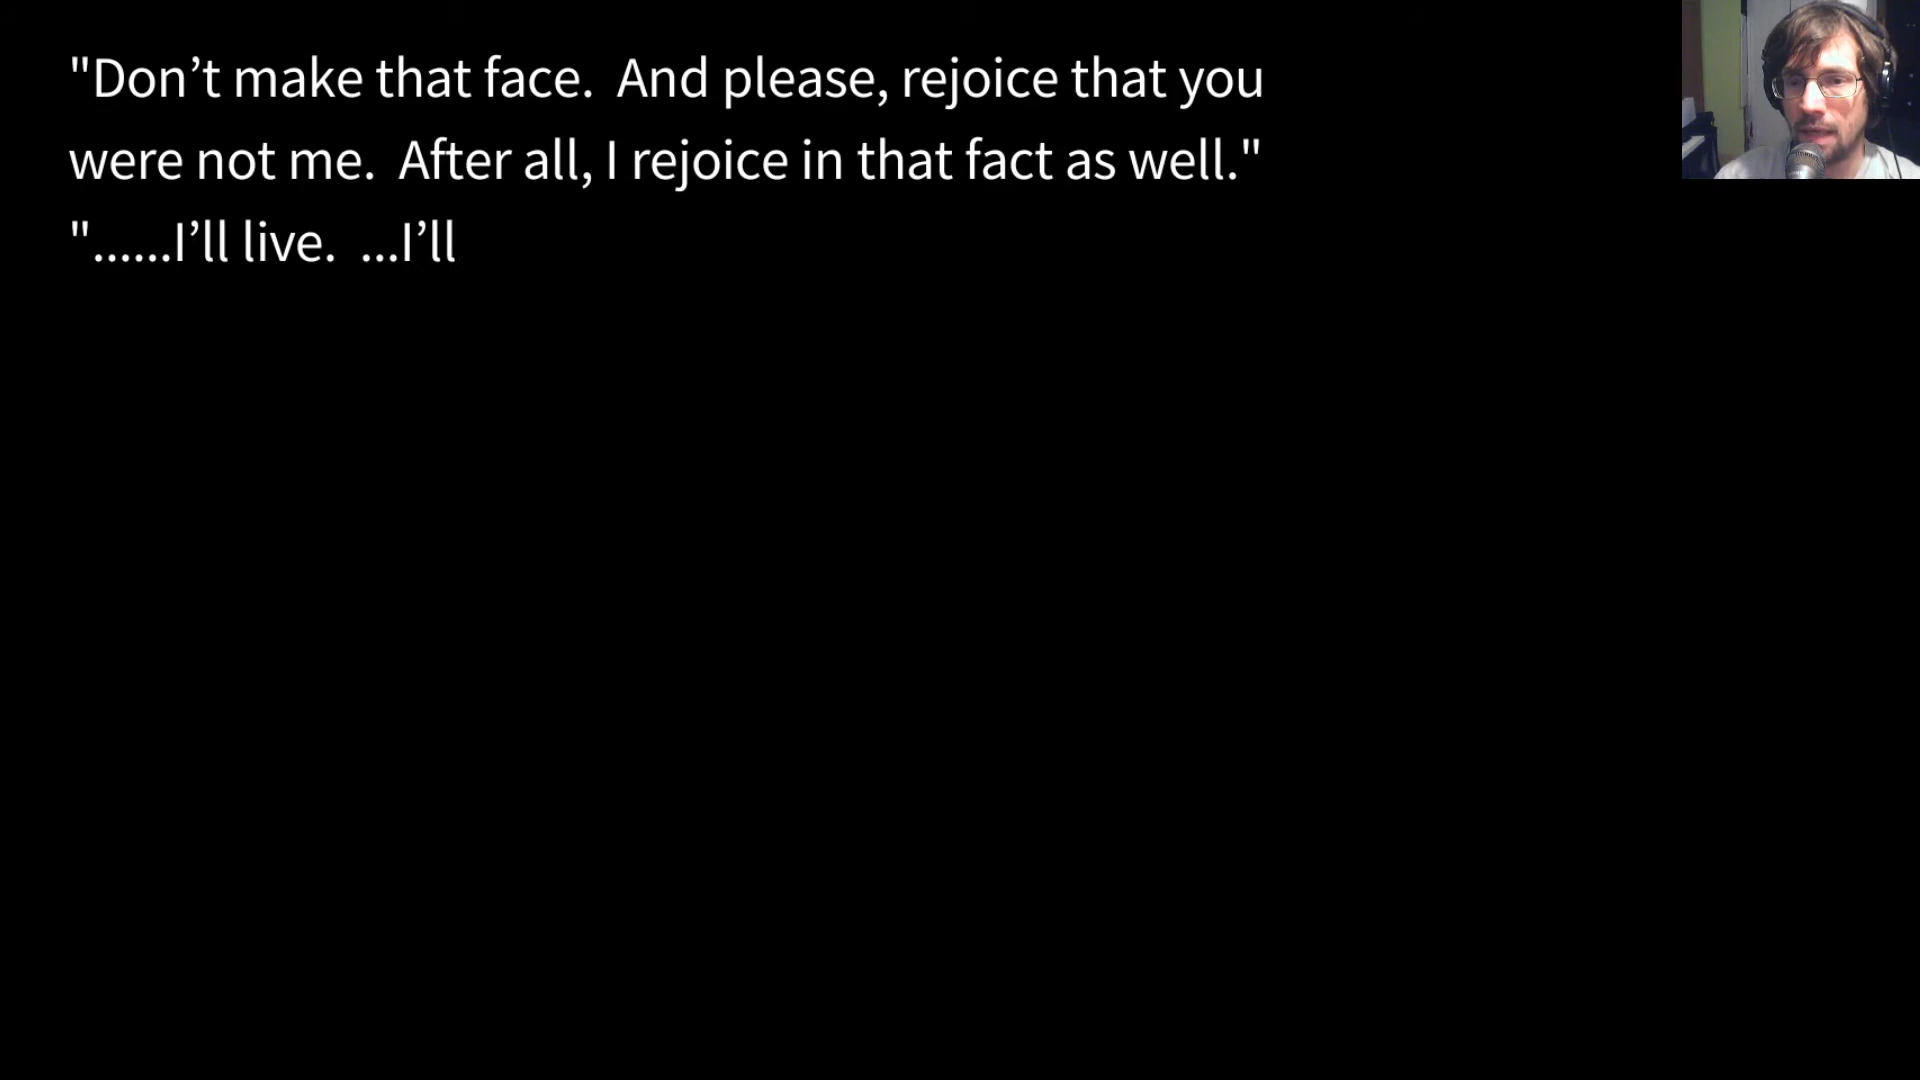 "Don’t make that face.  And please, rejoice that you
were not me.  After all, I rejoice in that fact as well."
"......I’ll live.  ...I’ll